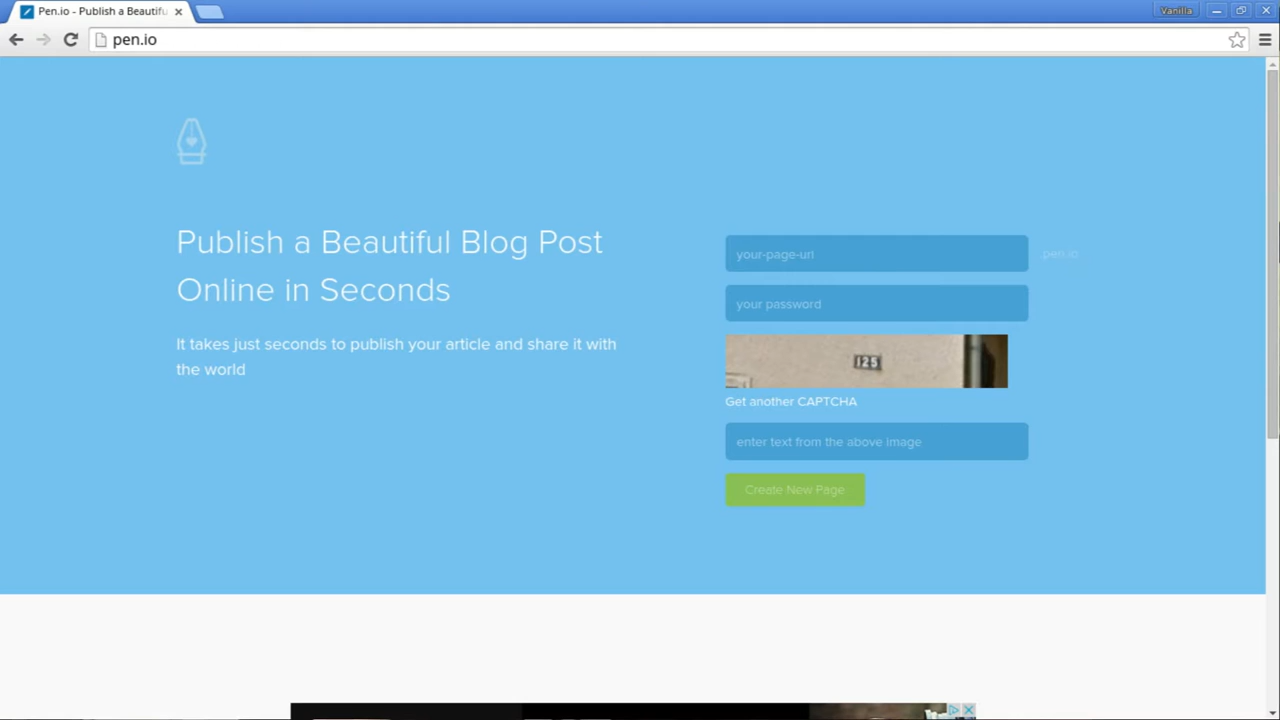 Pen.io - Publish a Beautifu
Vanilla
pen.io
Publish a Beautiful Blog Post
Online in Seconds
It takes just seconds to publish your article and share it with
the world
your-page-url
.pen.io
your password
125
Get another CAPTCHA
enter text from the above image
Create New Page